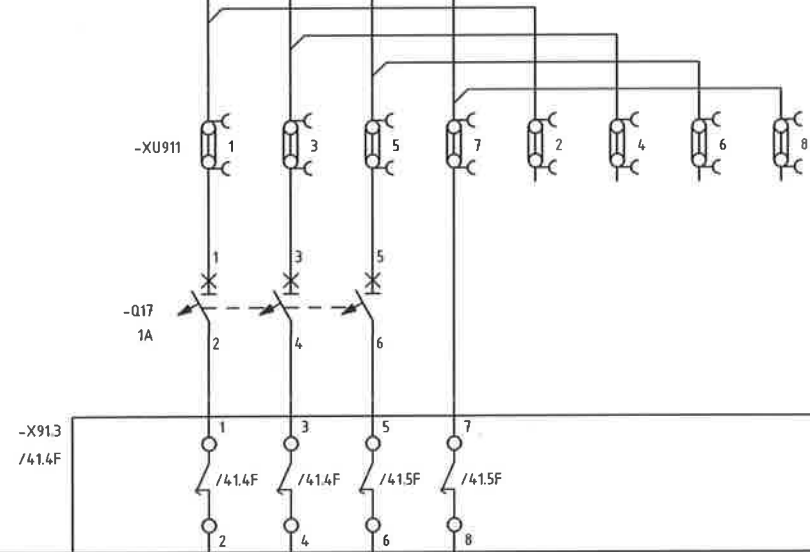 -XU911 1 3 5 7 2 4 6 8
1 3 5
-Q17
1A
2 4 6
-X91.3 1 3 5 7
/41.4F
/41.4F /41.4F /41.5F /41.5F
2 4 6 8